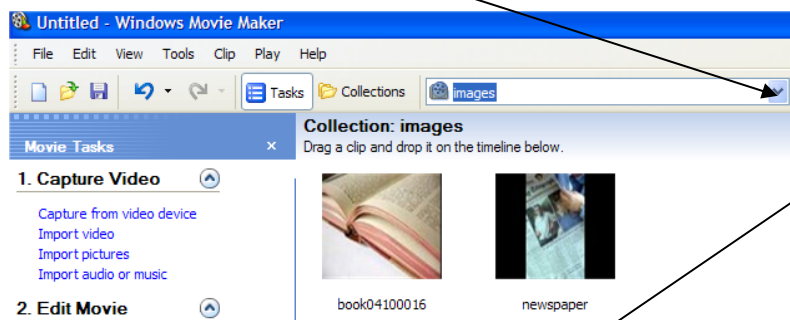 Untitled - Windows Movie Maker
File Edit View Tools Clip Play Help
Tasks Collections images
Movie Tasks
Collection: images
Drag a clip and drop it on the timeline below.
1. Capture Video
Capture from video device
Import video
Import pictures
Import audio or music
2. Edit Movie
book04100016 newspaper